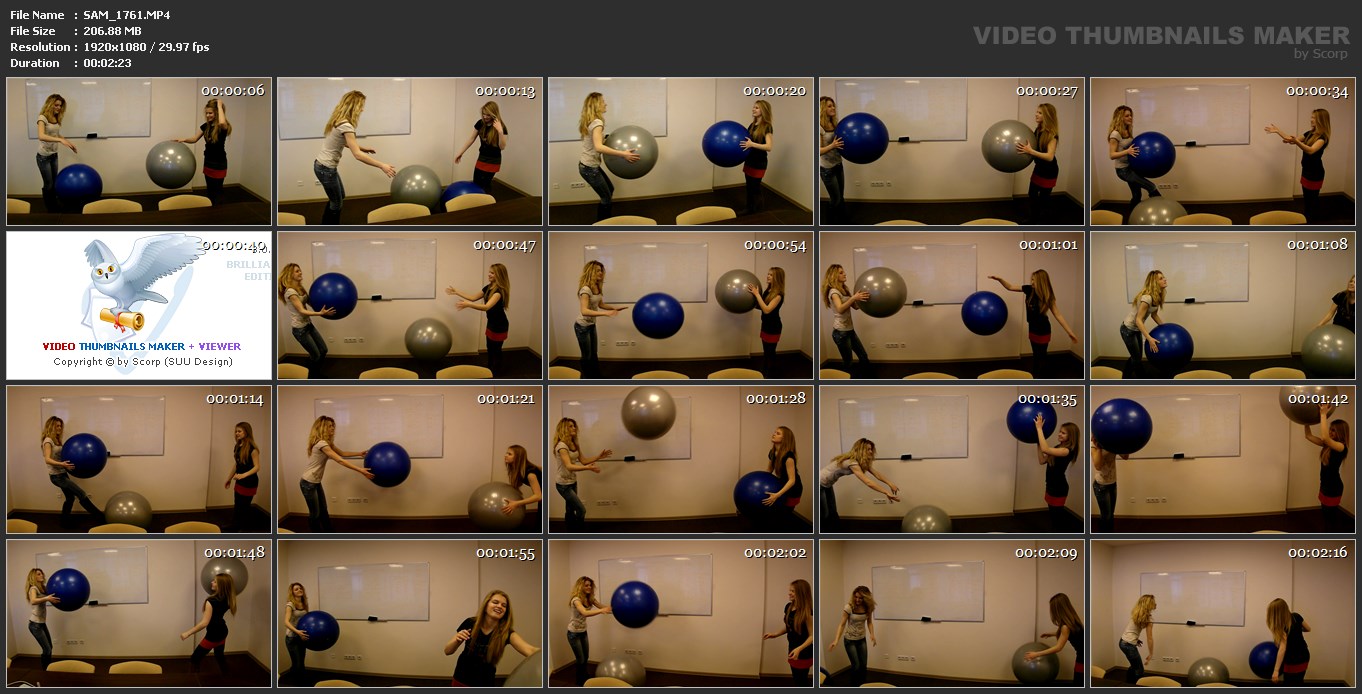 File Name : SAM_1761.MP4
File Size : 206.88 MB
Resolution : 1920x1080 / 29.97 fps
Duration : 00:02:23
VIDEO THUMBNAILS MAKER
by Scorp
00:00:06
00:00:13
00:00:20
00:00:27
00:00:34
00:00:40
BRILLIA
EDIT
VIDEO THUMBNAILS MAKER + VIEWER
Copyright © by Scorp (SUU Design)
00:00:47
00:00:54
00:01:01
00:01:08
00:01:14
00:01:21
00:01:28
00:01:35
00:01:42
00:01:48
00:01:55
00:02:02
00:02:09
00:02:16